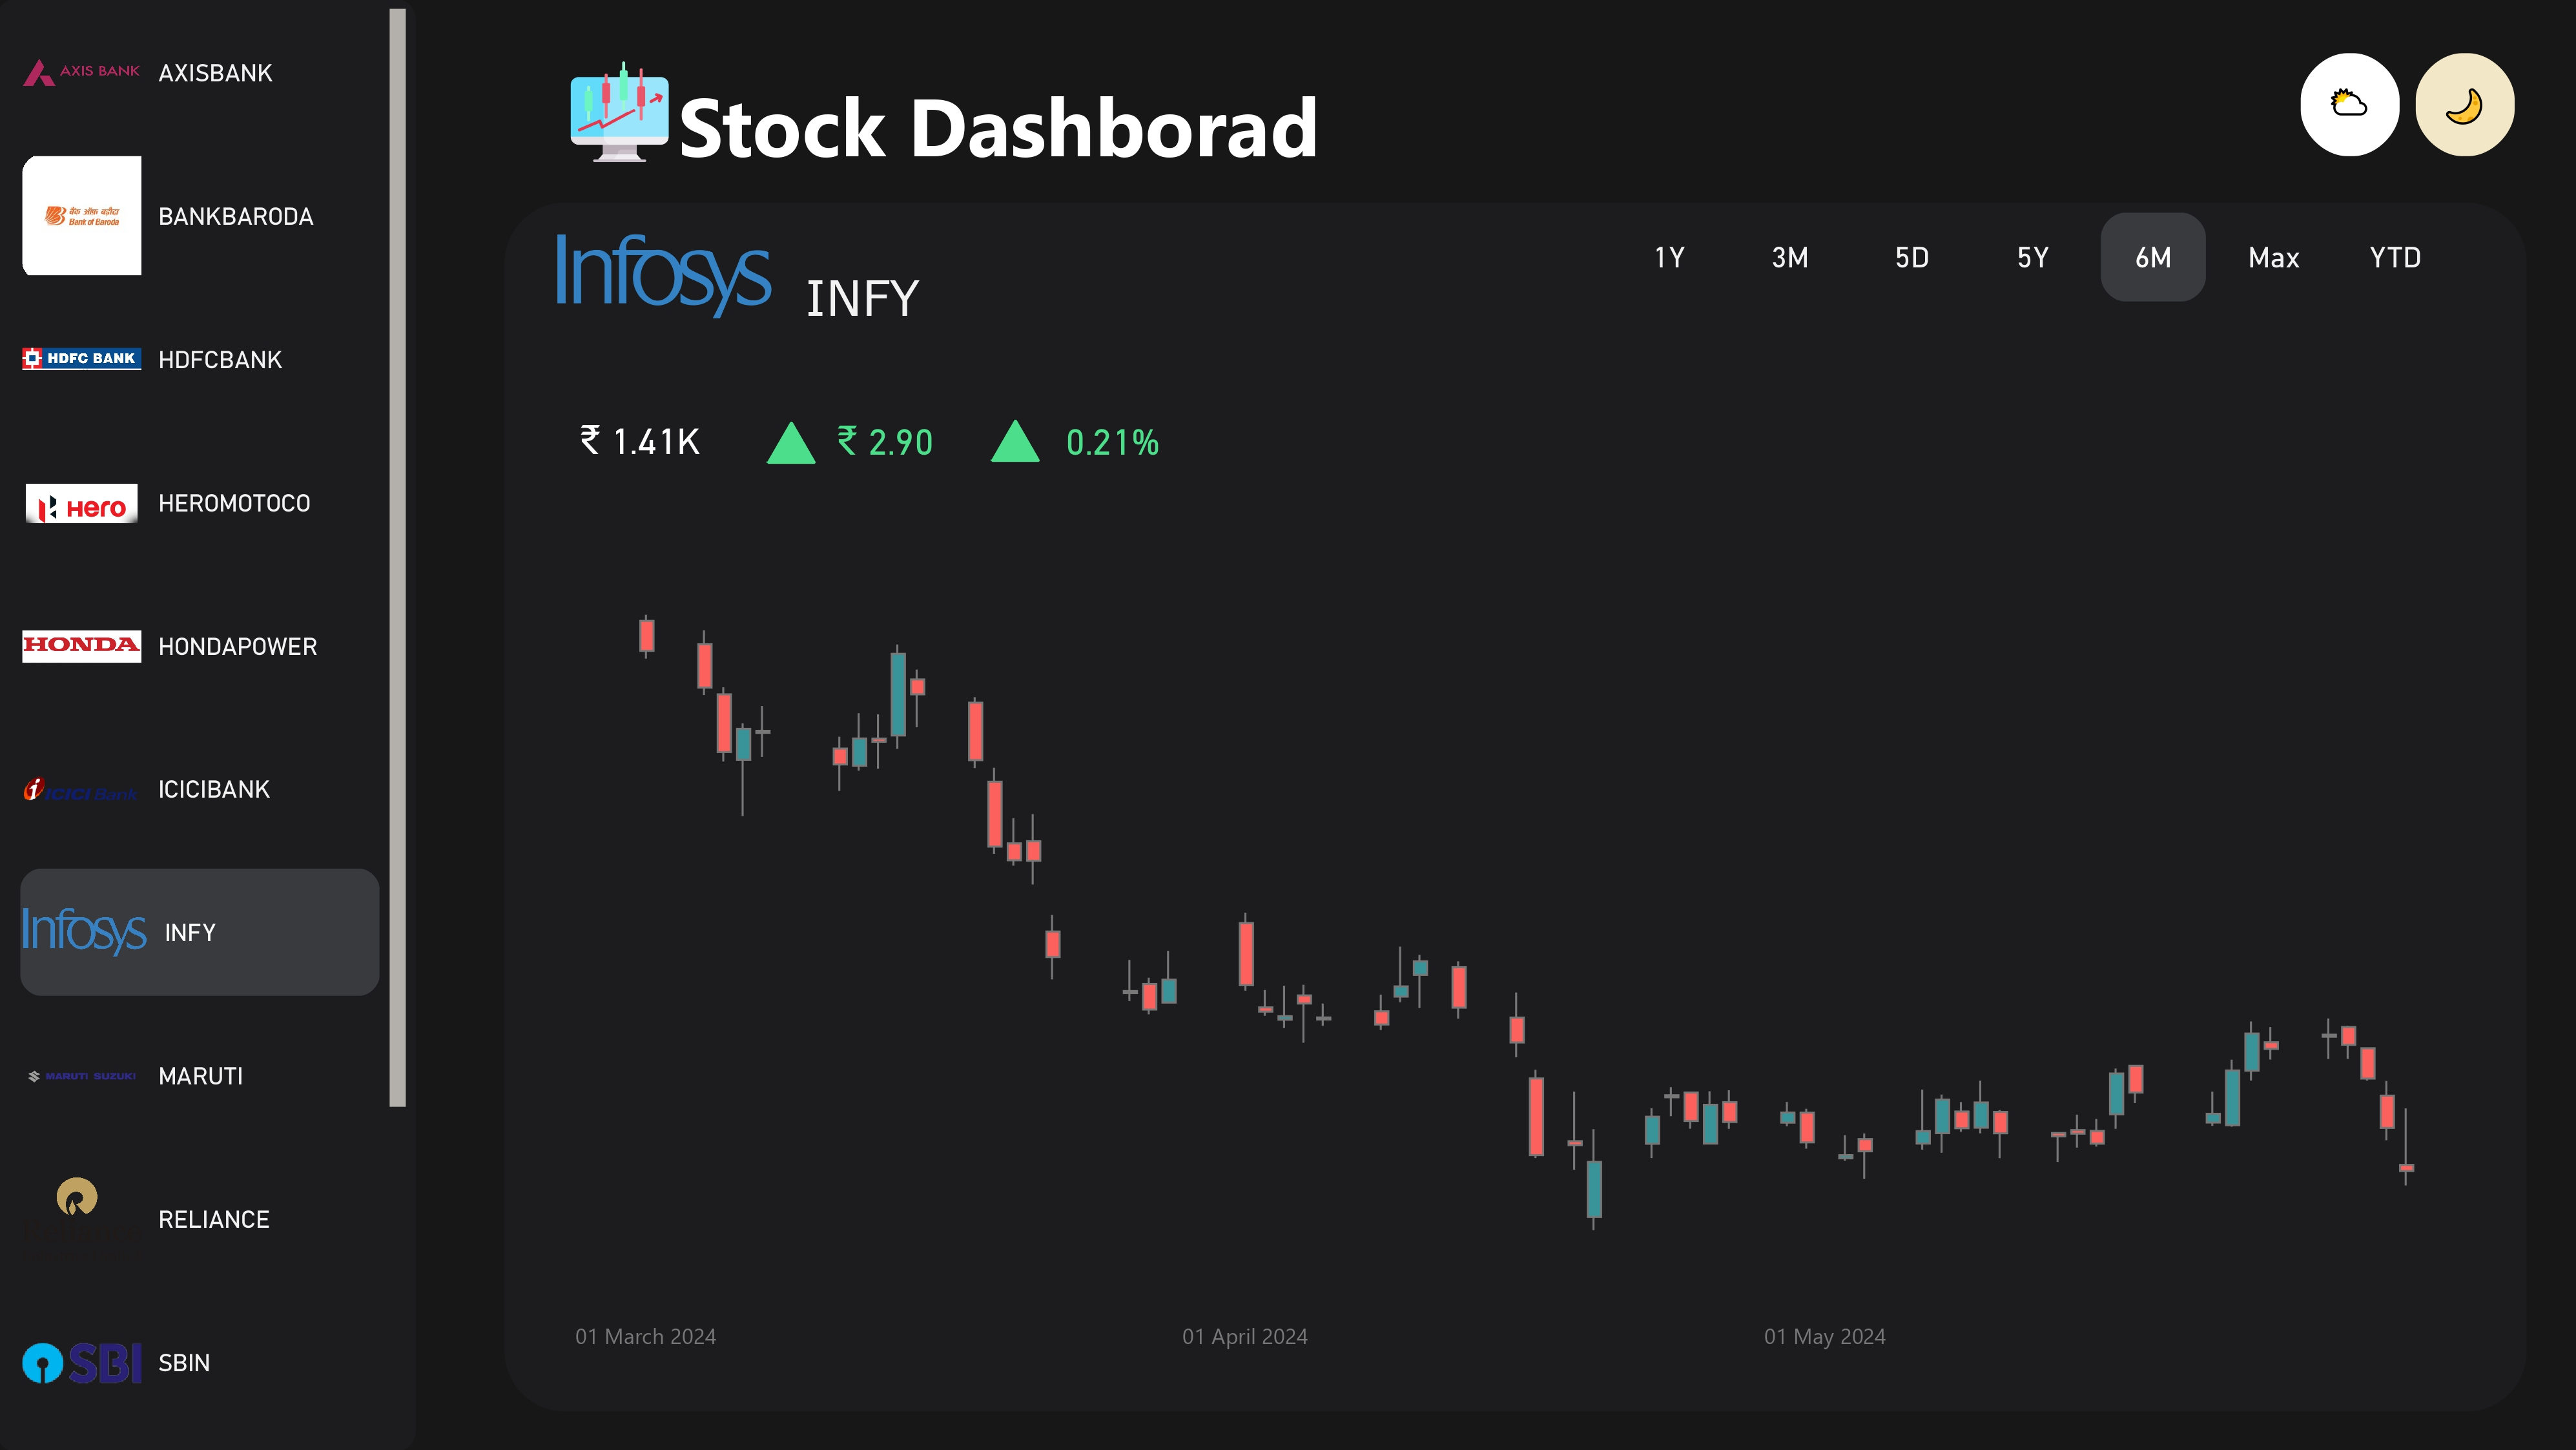 AXIS BANK AXISBANK
बैंक ऑफ़ बड़ौदा
Bank of Baroda
BANKBARODA
HDFC BANK HDFCBANK
Hero HEROMOTOCO
HONDA HONDAPOWER
ICICI Bank ICICIBANK
Infosys INFY
MARUTI SUZUKI MARUTI
RELIANCE
SBI SBIN
Stock Dashborad
Infosys INFY
1Y 3M 5D 5Y 6M Max YTD
₹ 1.41K ₹ 2.90 0.21%
01 March 2024 01 April 2024 01 May 2024